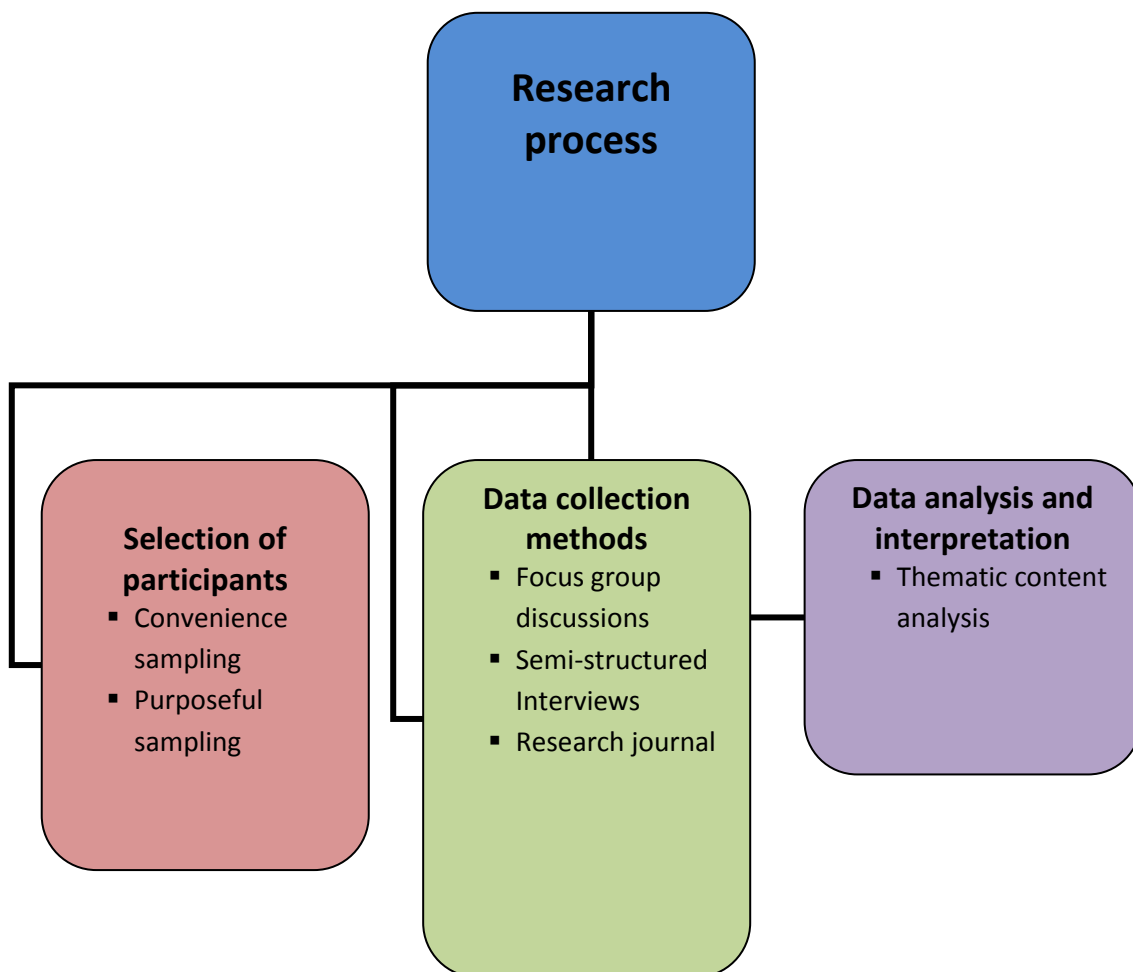 Research
process
Selection of
participants
▪ Convenience
sampling
▪ Purposeful
sampling
Data collection
methods
▪ Focus group
discussions
▪ Semi-structured
Interviews
▪ Research journal
Data analysis and
interpretation
▪ Thematic content
analysis